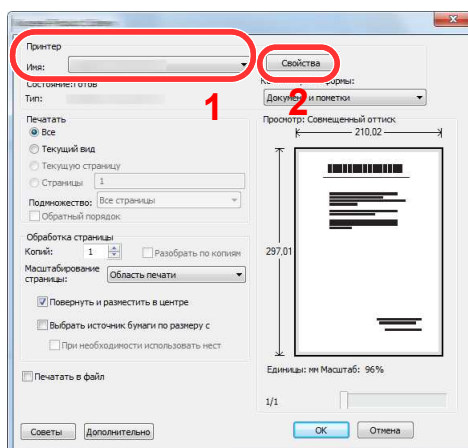 Принтер
Имя:
Свойства
Состояние:Готов
Тип:
1
2
Документ и пометки
Печатать
Все
Текущий вид
Текущую страницу
Страницы 1
Подмножество: Все страницы
Обратный порядок
Просмотр: Совмещенный оттиск
210,02
297,01
Обработка страницы
Копий: 1 Разобрать по копиям
Масштабирование страницы: Область печати
Повернуть и разместить в центре
Выбрать источник бумаги по размеру с
При необходимости использовать нест
Печатать в файл
Единицы: мм Масштаб: 96%
1/1
Советы Дополнительно
OK Отмена